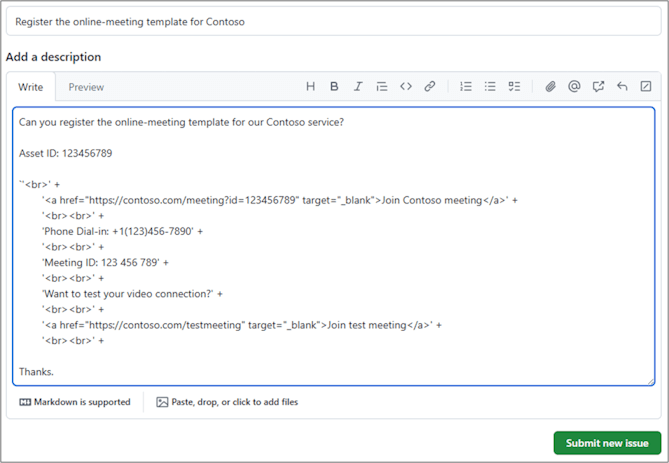 Register the online-meeting template for Contoso
Add a description
Write Preview
Can you register the online-meeting template for our Contoso service?
Asset ID: 123456789
`'<br>' +
'<a href="https://contoso.com/meeting?id=123456789" target="_blank">Join Contoso meeting</a>' +
'<br><br>' +
'Phone Dial-in: +1(123)456-7890' +
'<br><br>' +
'Meeting ID: 123 456 789' +
'<br><br>' +
'Want to test your video connection?' +
'<br><br>' +
'<a href="https://contoso.com/testmeeting" target="_blank">Join test meeting</a>' +
'<br><br>' +
Thanks.
Markdown is supported Paste, drop, or click to add files
Submit new issue